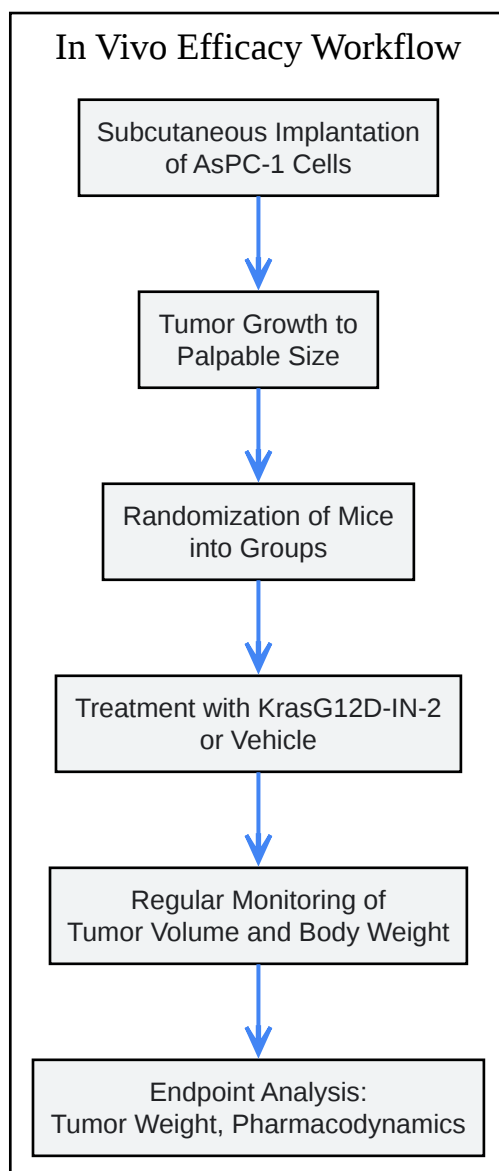 In Vivo Efficacy Workflow
Subcutaneous Implantation
of AsPC-1 Cells
Tumor Growth to
Palpable Size
Randomization of Mice
into Groups
Treatment with KrasG12D-IN-2
or Vehicle
Regular Monitoring of
Tumor Volume and Body Weight
Endpoint Analysis:
Tumor Weight, Pharmacodynamics